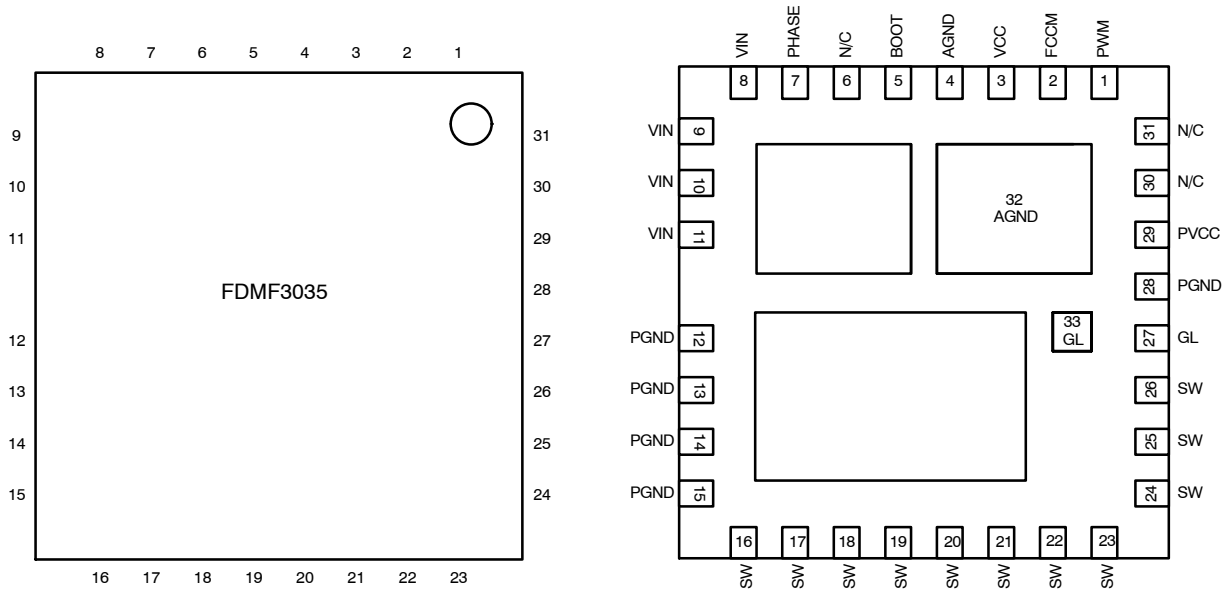 8 7 6 5 4 3 2 1
9
10
11
12
13
14
15
FDMF3035
31
30
29
28
27
26
25
24
16 17 18 19 20 21 22 23
VIN PHASE N/C BOOT AGND VCC FCCM PWM
8 7 6 5 4 3 2 1
VIN 9
VIN 10
VIN 11
PGND 12
PGND 13
PGND 14
PGND 15
32
AGND
33
GL
31 N/C
30 N/C
29 PVCC
28 PGND
27 GL
26 SW
25 SW
24 SW
16 17 18 19 20 21 22 23
SW SW SW SW SW SW SW SW